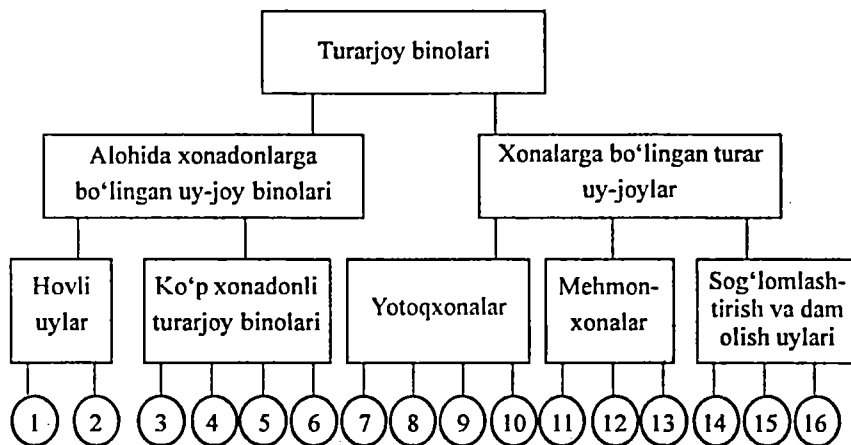 Turarjoy binolari
Alohida xonadonlarga
bo‘lingan uy-joy binolari
Xonalarga bo‘lingan turar
uy-joylar
Hovli
uylar
Ko‘p xonadonli
turarjoy binolari
Yotoqxonalar
Mehmon-
xonalar
Sog‘lomlash-
tirish va dam
olish uylari
1 2 3 4 5 6 7 8 9 10 11 12 13 14 15 16